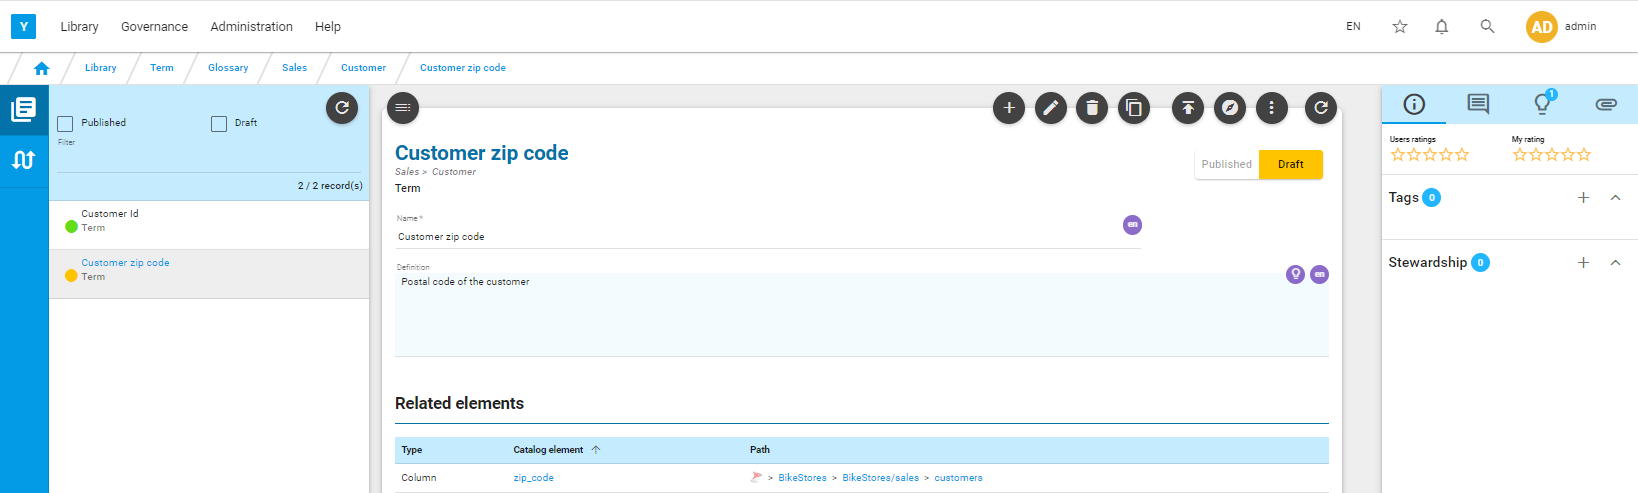 Y Library Governance Administration Help EN AD admin
Library Term Glossary Sales Customer Customer zip code
Published Draft
Filter
2 / 2 record(s)
Customer Id
Term
Customer zip code
Term
Customer zip code
Sales > Customer
Term
Published Draft
Name *
Customer zip code en
Definition
Postal code of the customer en
Related elements
Type Catalog element Path
Column zip_code > BikeStores > BikeStores/sales > customers
1
Users ratings My rating
Tags 0
Stewardship 0